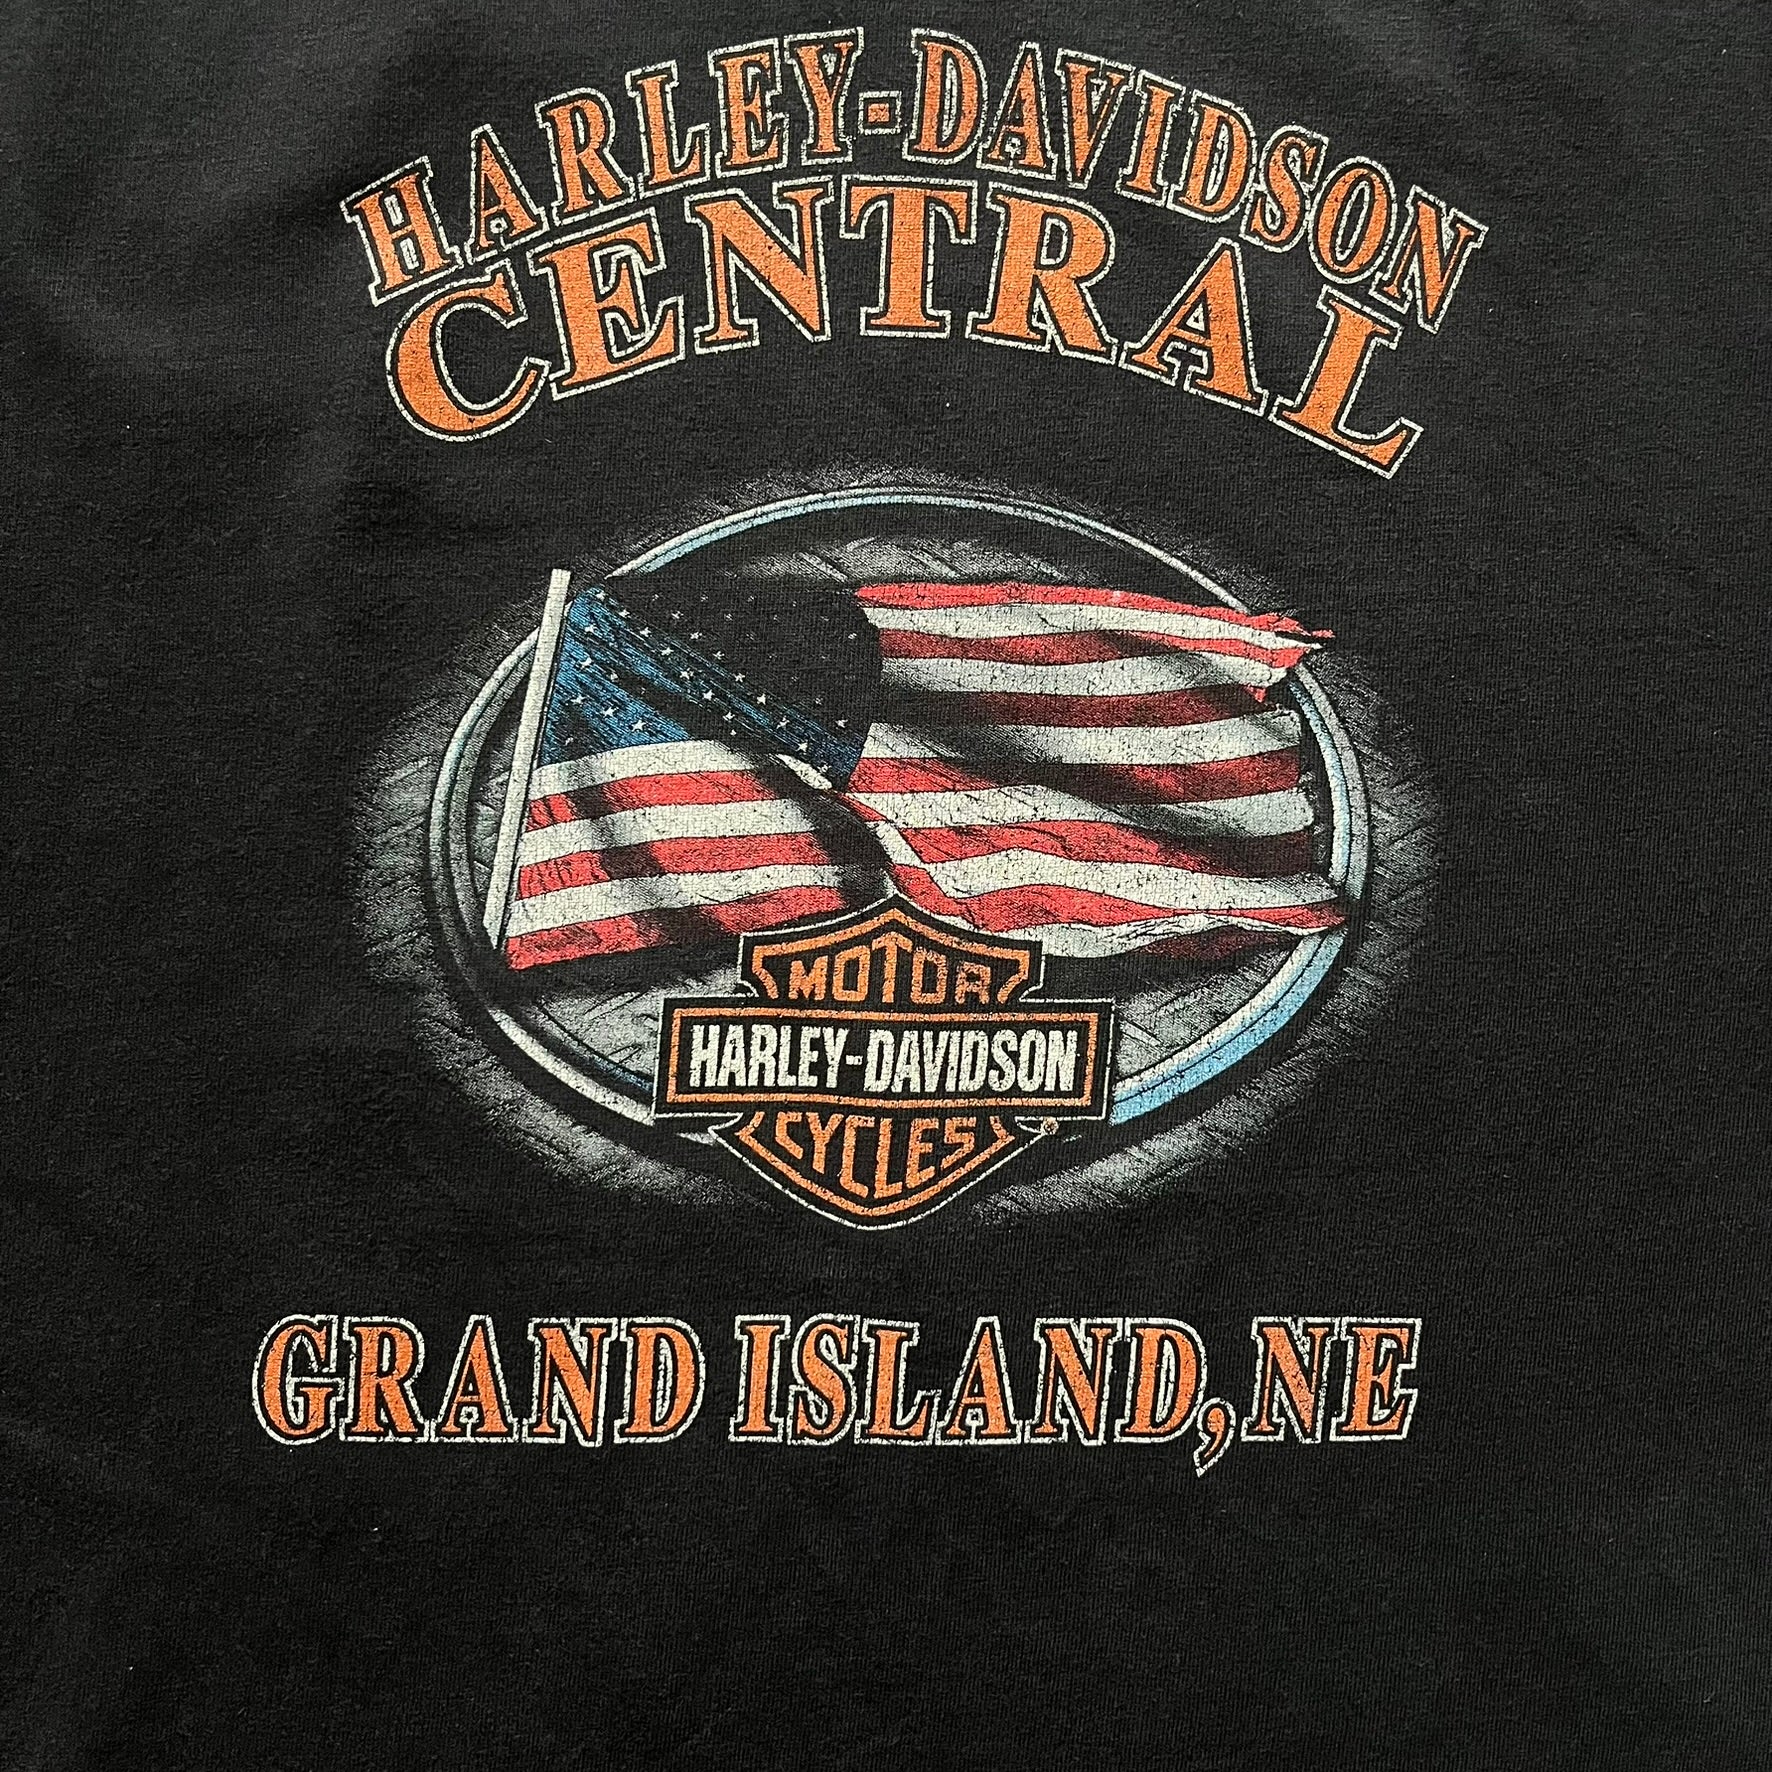 HARLEY-DAVIDSON
CENTRAL
MOTOR
HARLEY-DAVIDSON
CYCLES
®
GRAND ISLAND, NE